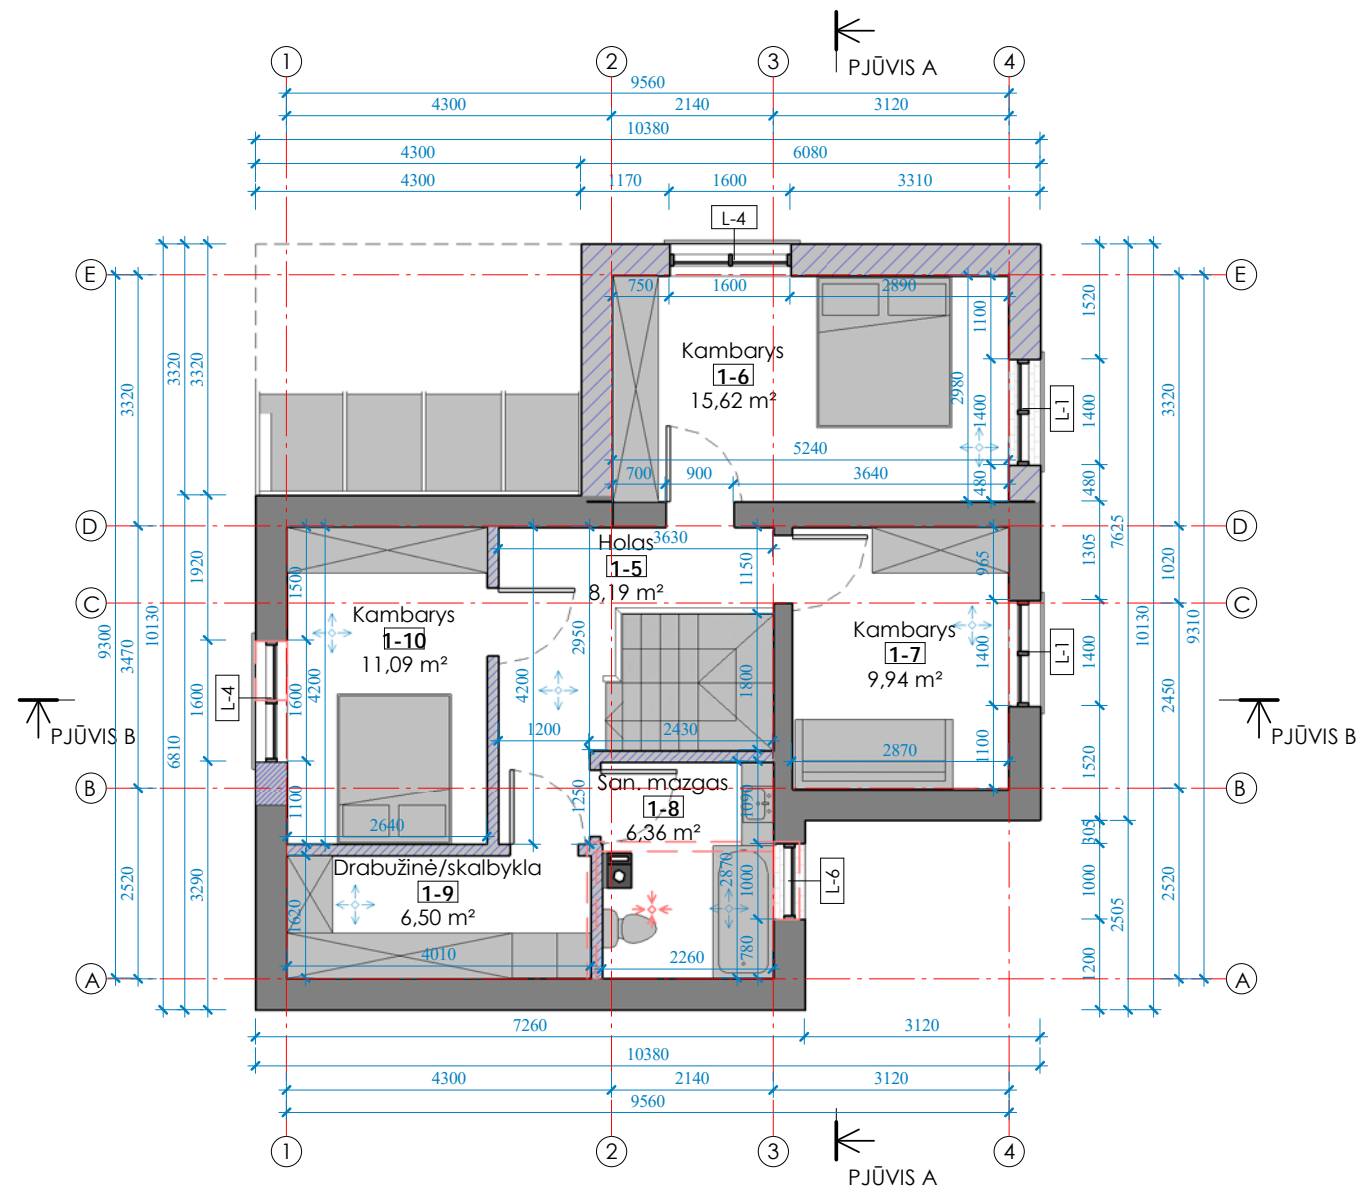 PJŪVIS A
1 2 3 4
9560
4300 2140 3120
10380
4300 6080
4300 1170 1600 3310
L-4
E E
750 1600 2890
1520
1100
3320 3320 3320
Kambarys
1-6
15,62 m²
2980 1400 L-1 1400 3320
5240
700 900 3640
480 480
7625
D D
3630
Holas
1-5
8,19 m²
1920 1500 1150 965 1305 1020
C C
Kambarys
1-10
11,09 m²
Kambarys
1-7
9,94 m²
9300 3470 10130 2950 1400 L-1 1400 10130 9310
L-4 1600 1600 4200 4200 1800 2450
PJŪVIS B PJŪVIS B
6810 1200 2430 2870 1100 1520
B B
San. mazgas
1-8
6,36 m²
1100 1250 1090
2640 305
Drabužinė/skalbykla
1-9
6,50 m²
2520 3290 1620 2870 1000 L-6 1000 2505 2520
4010 2260 780 1200
A A
7260 3120
10380
4300 2140 3120
9560
1 2 3 4
PJŪVIS A